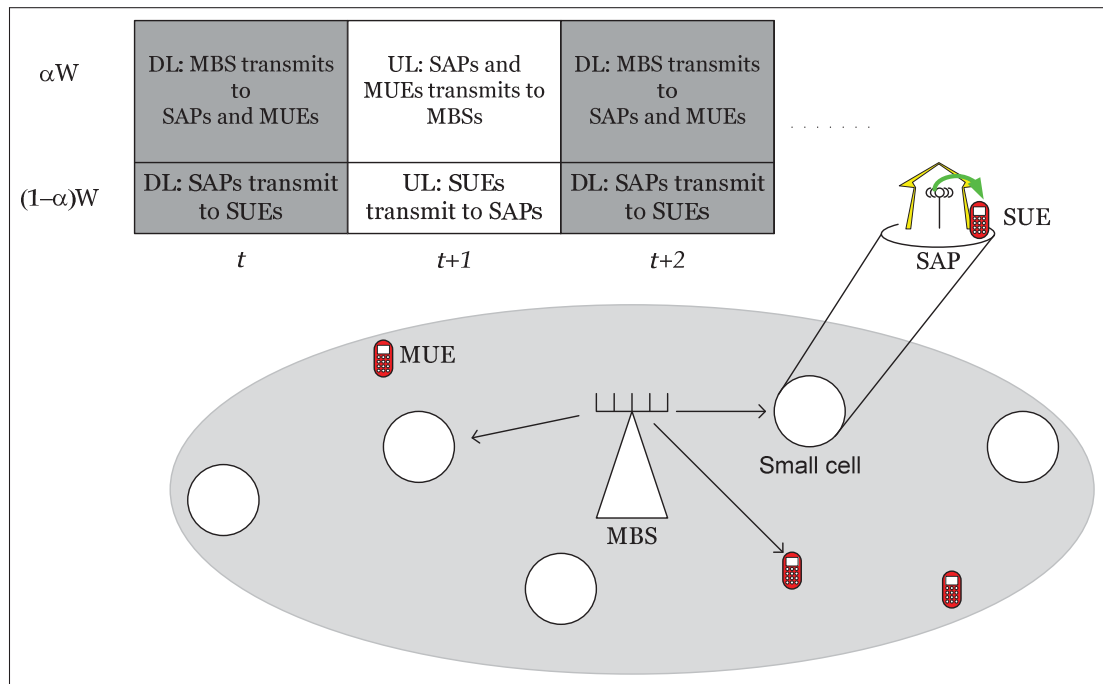 αW
DL: MBS transmits
to
SAPs and MUEs
UL: SAPs and
MUEs transmits to
MBSs
DL: MBS transmits
to
SAPs and MUEs
. . . . . . .
(1–α)W
DL: SAPs transmit
to SUEs
UL: SUEs
transmit to SAPs
DL: SAPs transmit
to SUEs
t
t+1
t+2
SUE
SAP
MUE
Small cell
MBS